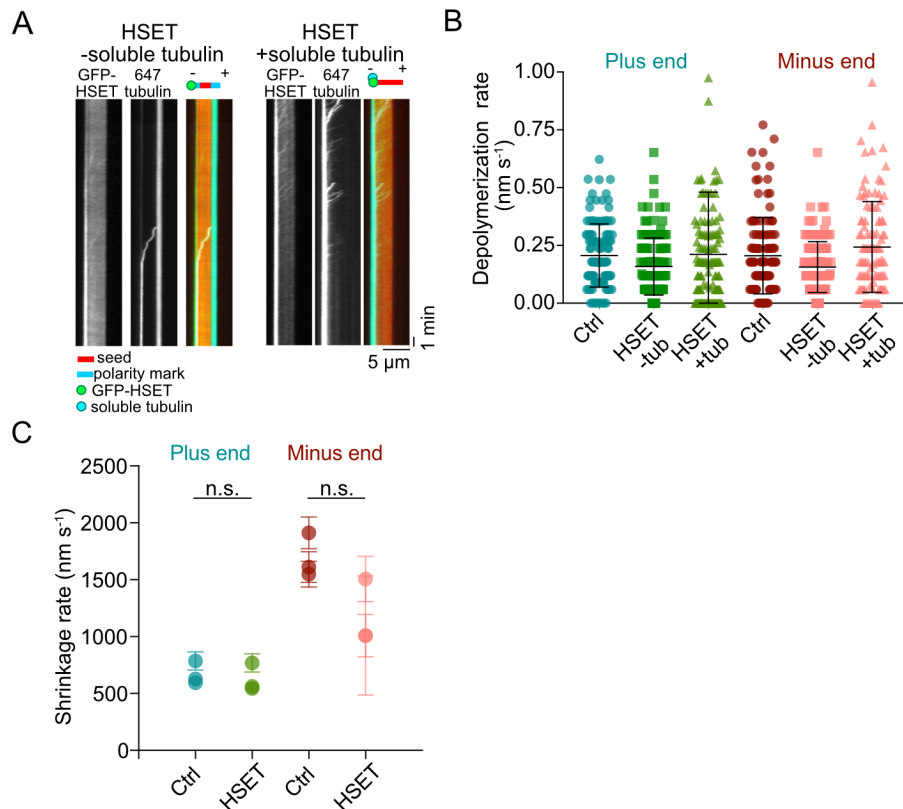 A
HSET
-soluble tubulin
GFP-
HSET
647
tubulin
- +
HSET
+soluble tubulin
GFP-
HSET
647
tubulin
- +
1 min
5 µm
seed
polarity mark
GFP-HSET
soluble tubulin
B
Plus end Minus end
Depolymerization rate
(nm s⁻¹)
1.00
0.75
0.50
0.25
0.00
Ctrl
HSET
-tub
HSET
+tub
Ctrl
HSET
-tub
HSET
+tub
C
Plus end Minus end
n.s. n.s.
Shrinkage rate (nm s⁻¹)
2500
2000
1500
1000
500
0
Ctrl
HSET
Ctrl
HSET